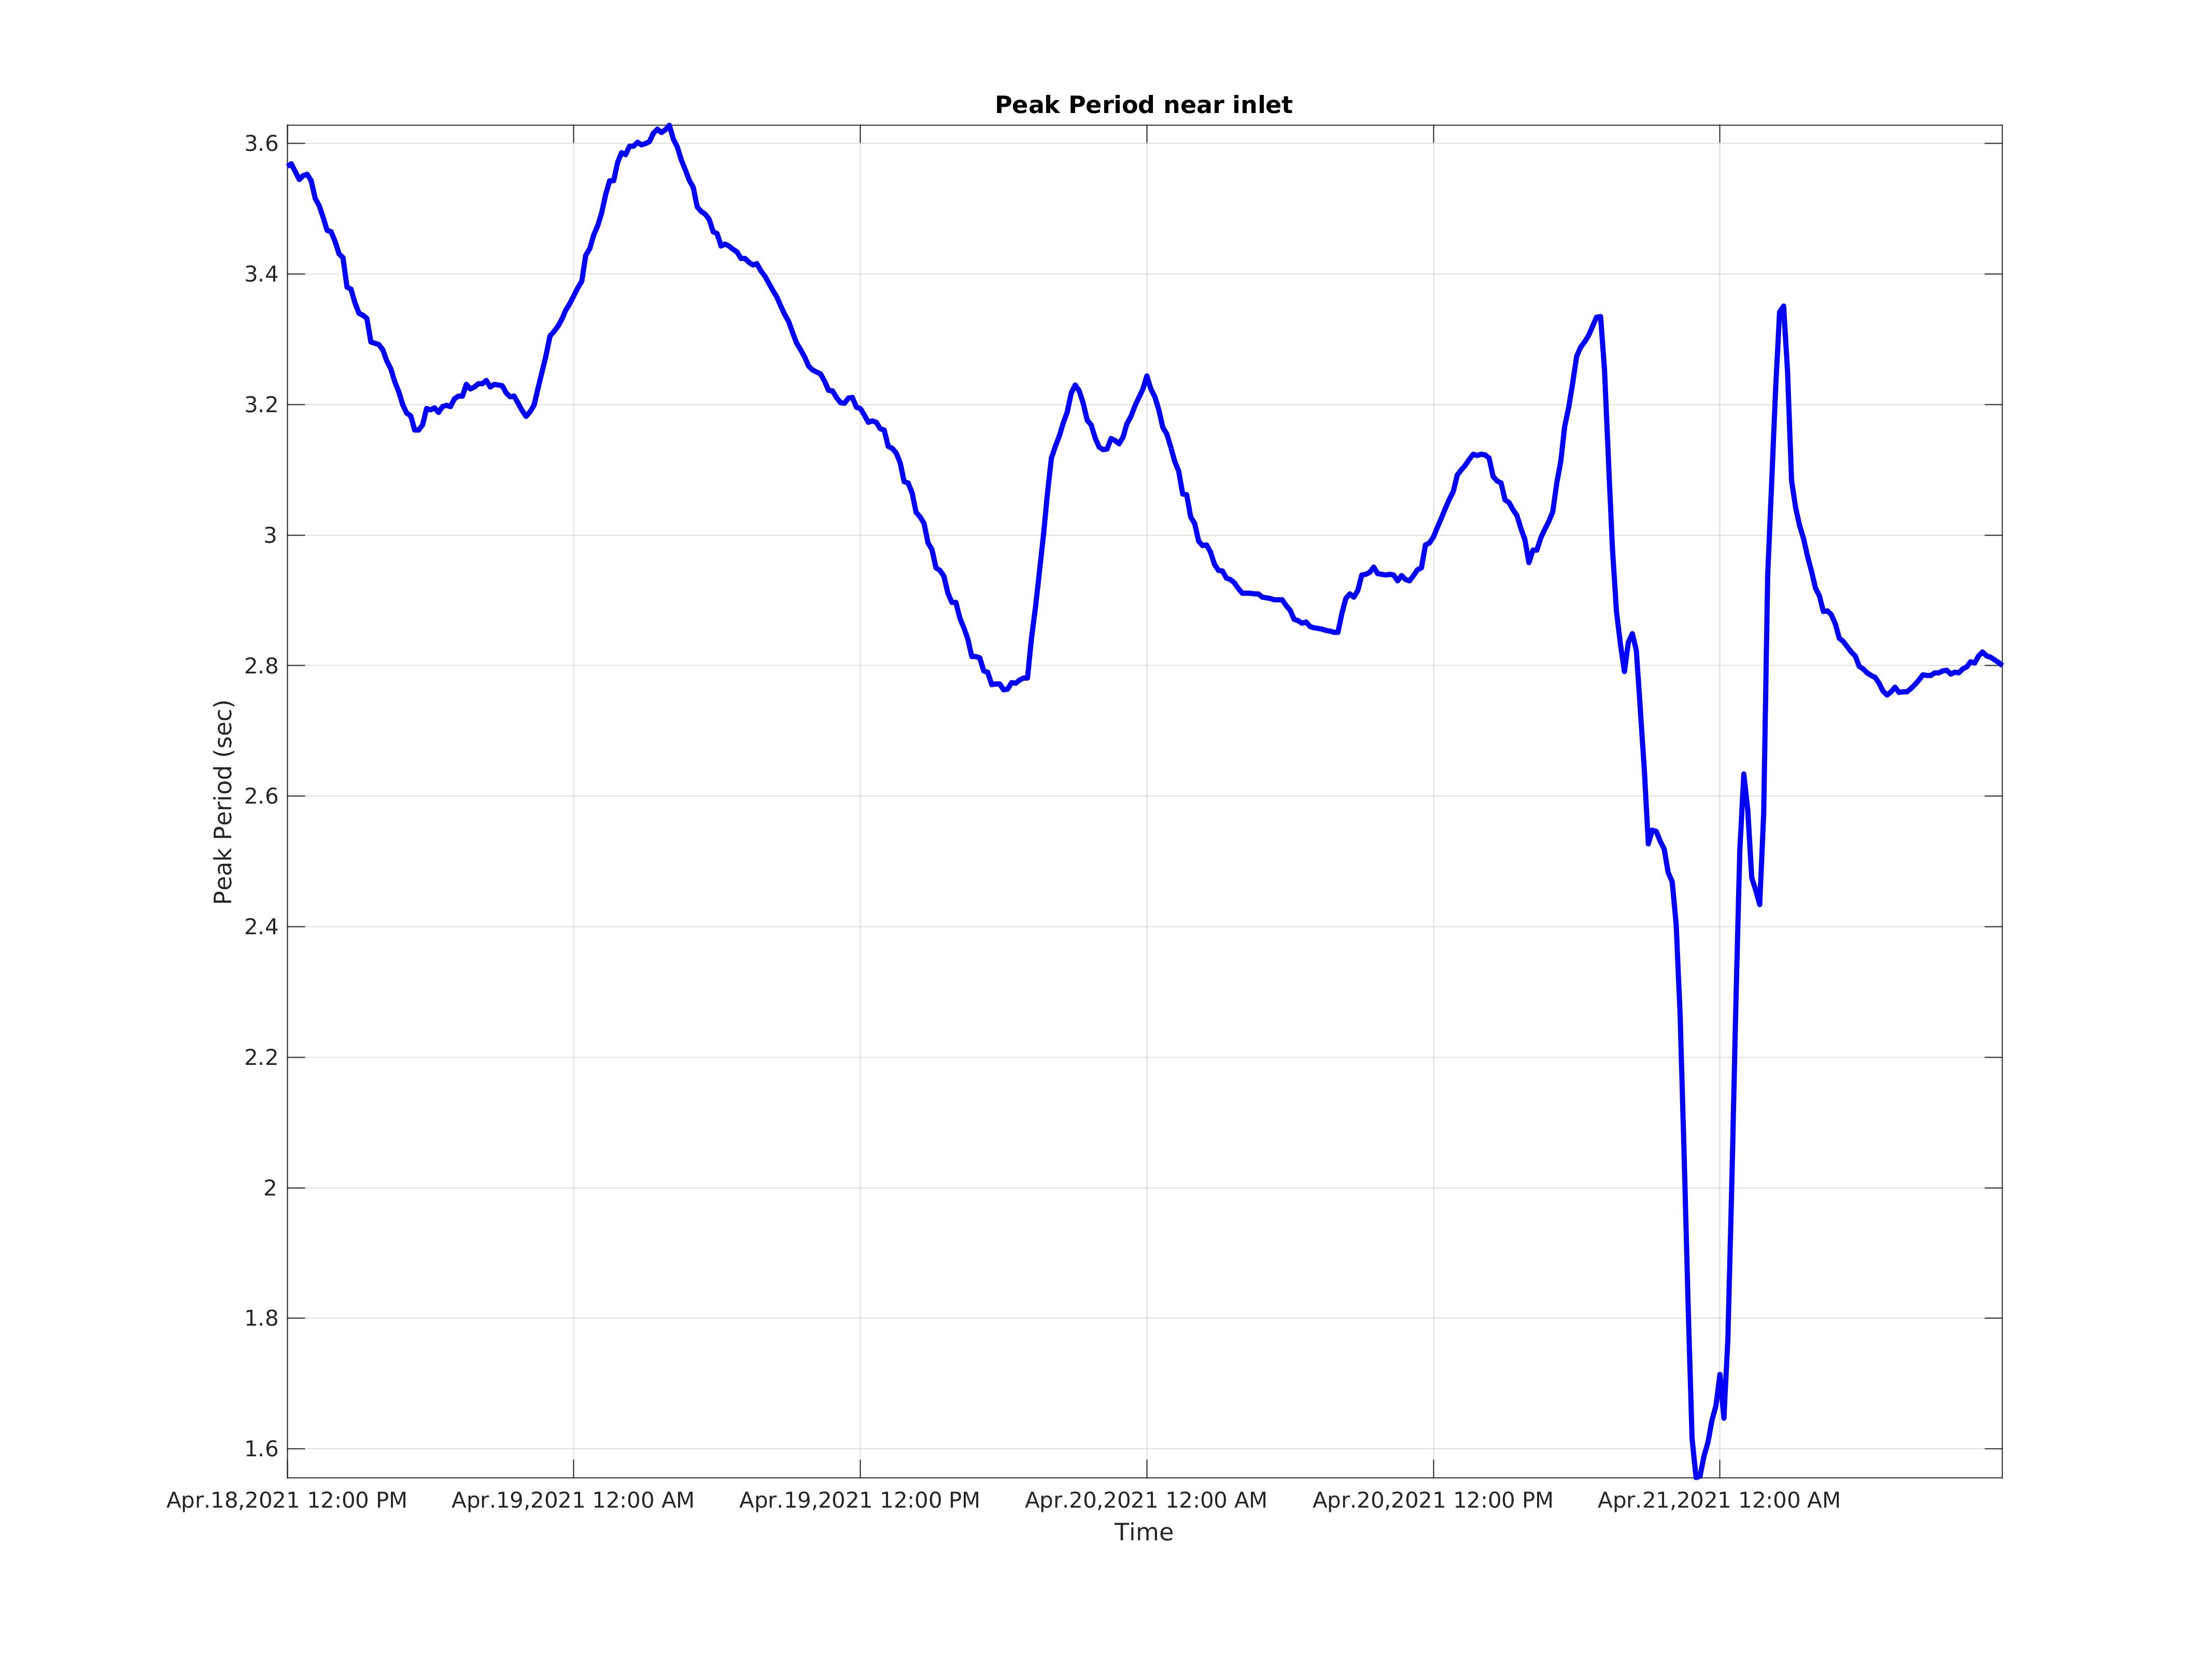 Peak Period near inlet
Peak Period (sec)
3.6
3.4
3.2
3
2.8
2.6
2.4
2.2
2
1.8
1.6
Apr.18,2021 12:00 PM Apr.19,2021 12:00 AM Apr.19,2021 12:00 PM Apr.20,2021 12:00 AM Apr.20,2021 12:00 PM Apr.21,2021 12:00 AM
Time